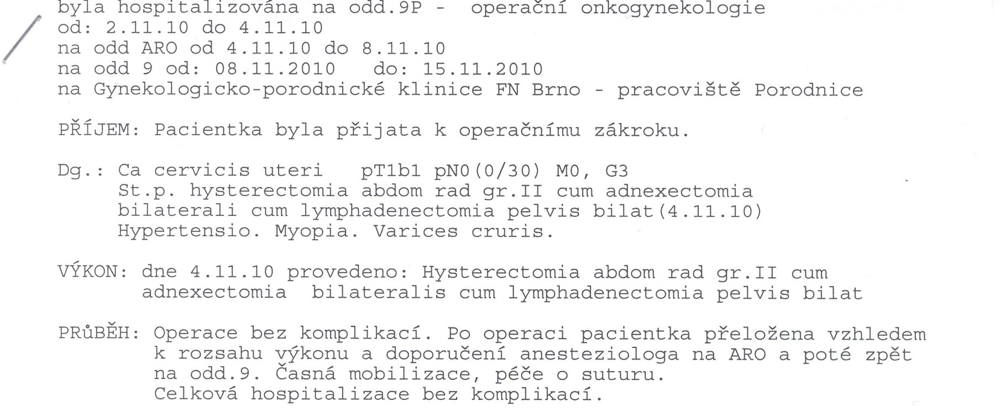 byla hospitalizována na odd.9P - operační onkogynekologie
od: 2.11.10 do 4.11.10
na odd ARO od 4.11.10 do 8.11.10
na odd 9 od: 08.11.2010 do: 15.11.2010
na Gynekologicko-porodnické klinice FN Brno - pracoviště Porodnice
PŘÍJEM: Pacientka byla přijata k operačnímu zákroku.
Dg.: Ca cervicis uteri pT1b1 pN0(0/30) M0, G3
St.p. hysterectomia abdom rad gr.II cum adnexectomia
bilaterali cum lymphadenectomia pelvis bilat(4.11.10)
Hypertensio. Myopia. Varices cruris.
VÝKON: dne 4.11.10 provedeno: Hysterectomia abdom rad gr.II cum
adnexectomia bilateralis cum lymphadenectomia pelvis bilat
PRůBĚH: Operace bez komplikací. Po operaci pacientka přeložena vzhledem
k rozsahu výkonu a doporučení anesteziologa na ARO a poté zpět
na odd.9. Časná mobilizace, péče o suturu.
Celková hospitalizace bez komplikací.